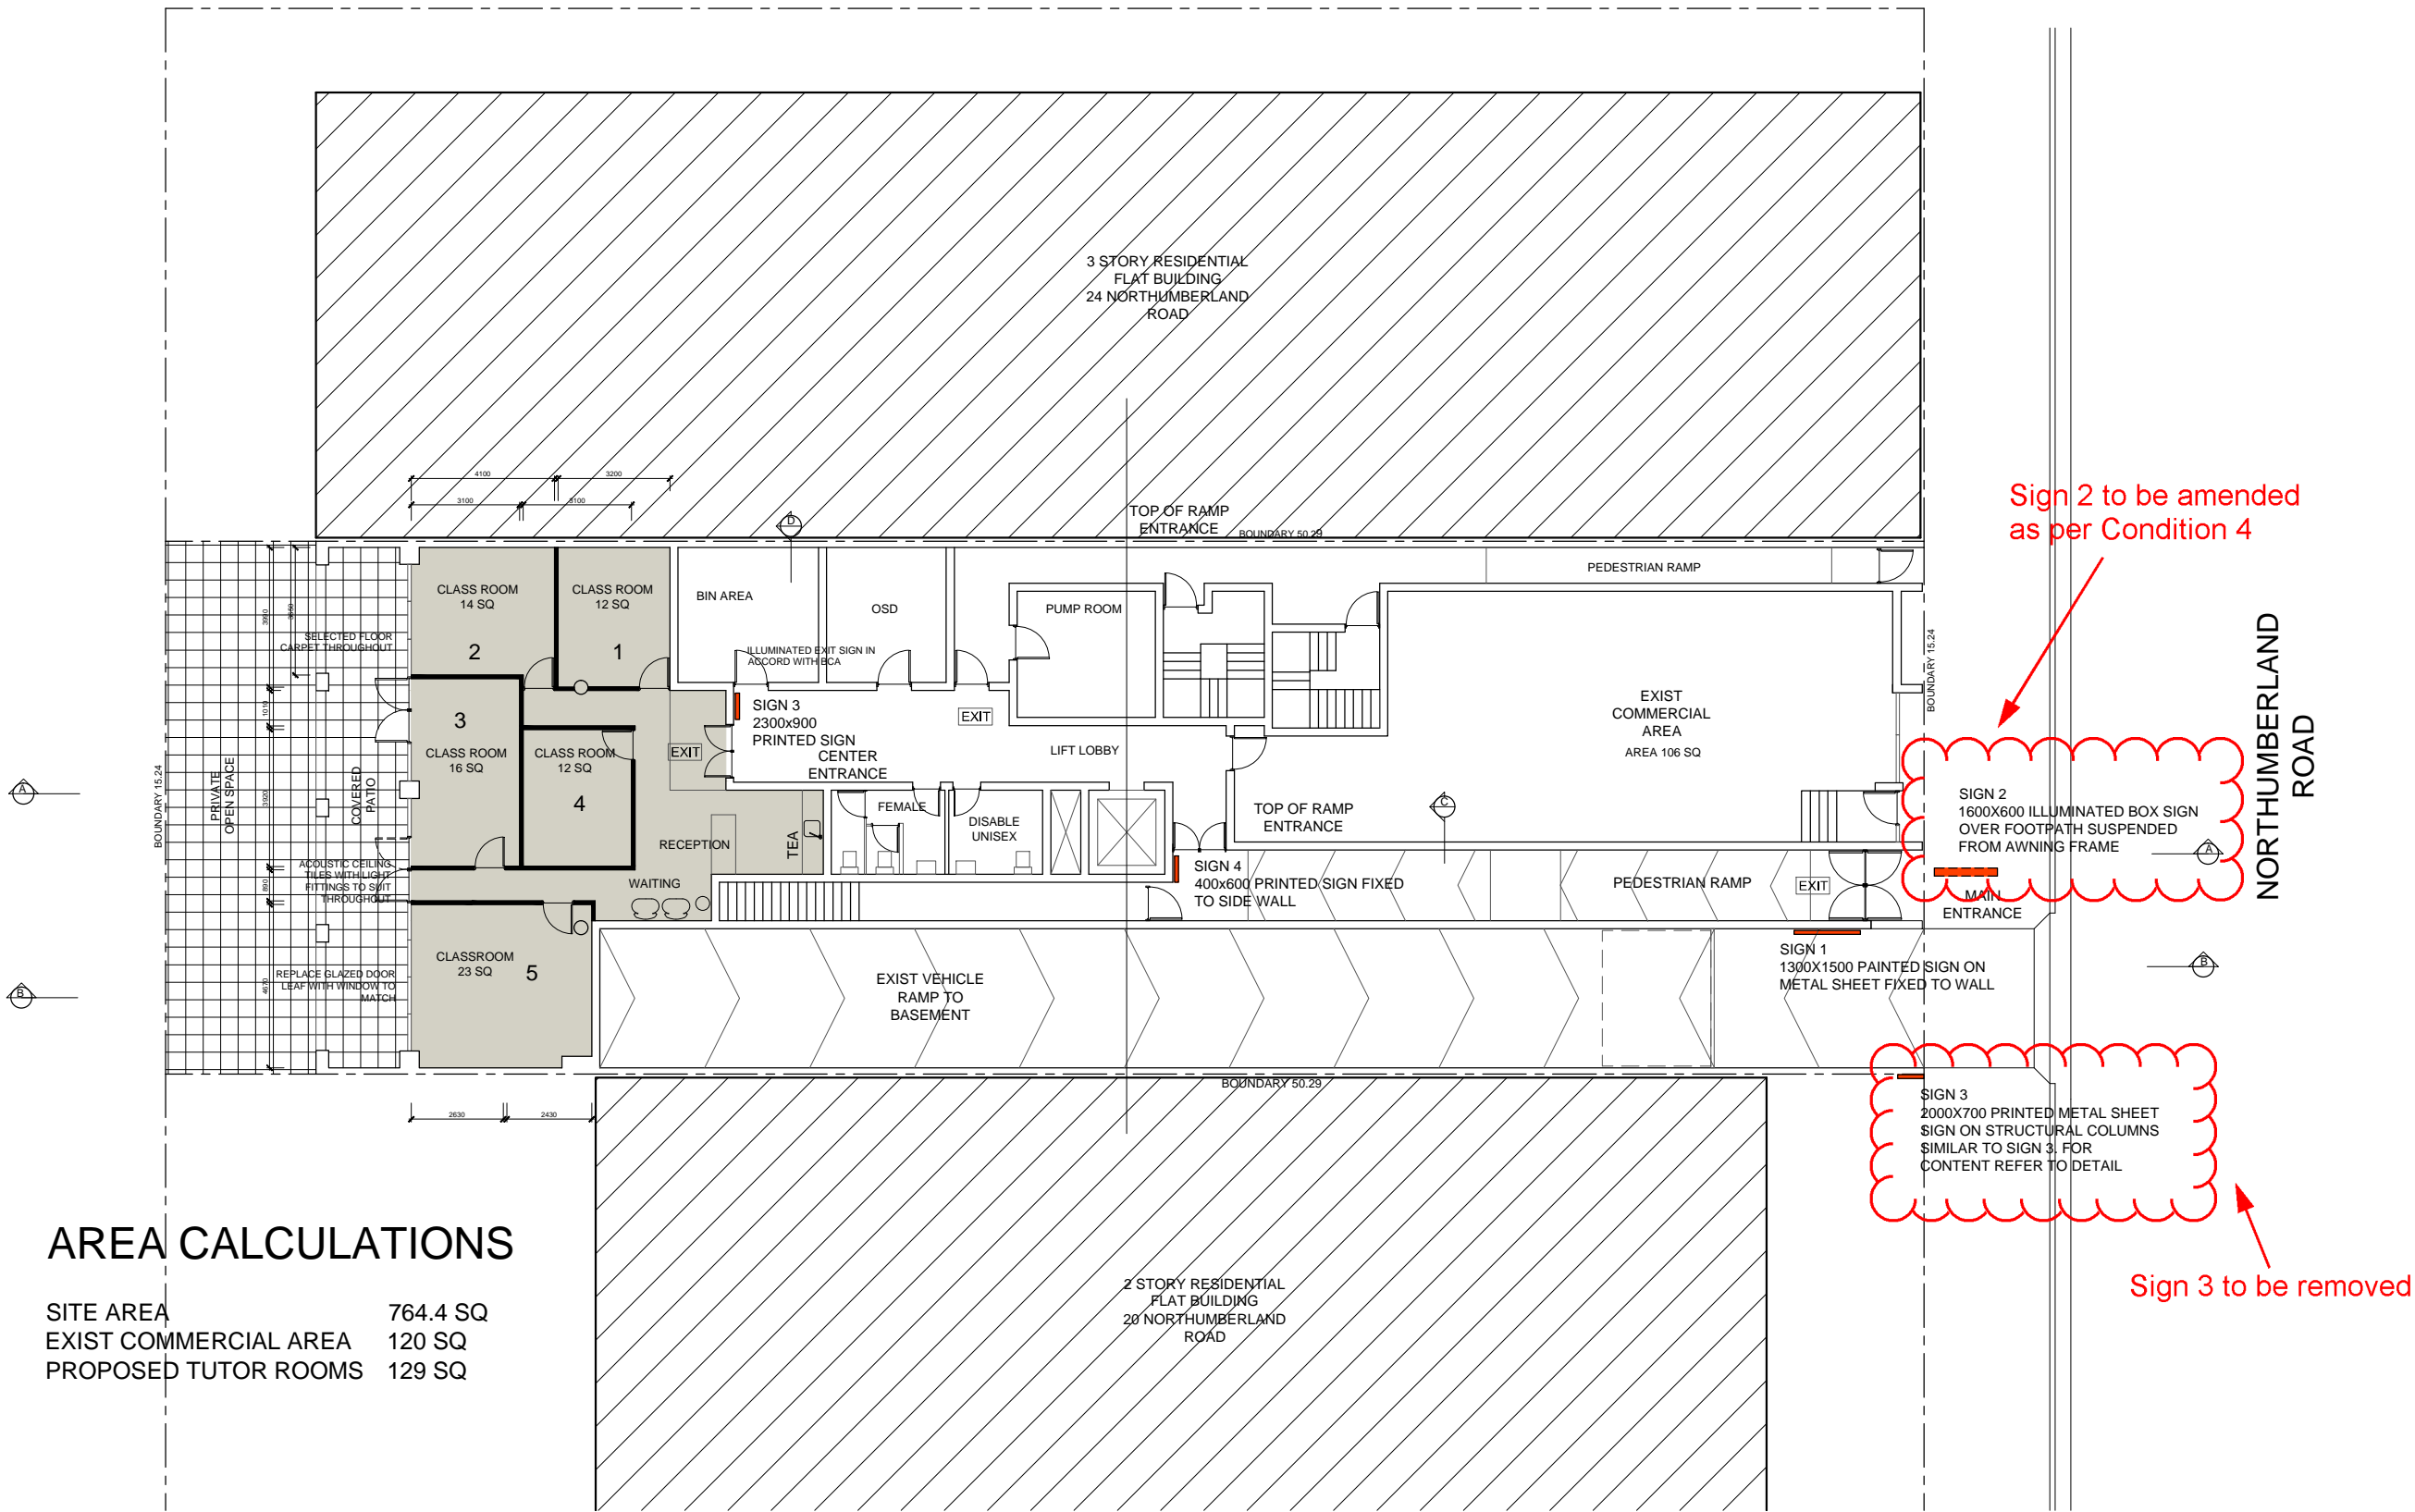 3 STORY RESIDENTIAL
FLAT BUILDING
24 NORTHUMBERLAND
ROAD
4100
3200
3100
3100
D
TOP OF RAMP
ENTRANCE
BOUNDARY 50.29
Sign 2 to be amended
as per Condition 4
CLASS ROOM
14 SQ
2
CLASS ROOM
12 SQ
1
BIN AREA
OSD
PUMP ROOM
PEDESTRIAN RAMP
3650
SELECTED FLOOR
CARPET THROUGHOUT
ILLUMINATED EXIT SIGN IN
ACCORD WITH BCA
BOUNDARY 15.24
NORTHUMBERLAND
ROAD
1010
3
CLASS ROOM
16 SQ
CLASS ROOM
12 SQ
4
EXIT
SIGN 3
2300x900
PRINTED SIGN
CENTER
ENTRANCE
EXIT
LIFT LOBBY
EXIST
COMMERCIAL
AREA
AREA 106 SQ
A
BOUNDARY 15.24
PRIVATE
OPEN SPACE
COVERED
PATIO
3920
RECEPTION
TEA
FEMALE
DISABLE
UNISEX
TOP OF RAMP
ENTRANCE
C
SIGN 2
1600X600 ILLUMINATED BOX SIGN
OVER FOOTPATH SUSPENDED
FROM AWNING FRAME
A
MAIN
ENTRANCE
ACOUSTIC CEILING
TILES WITH LIGHT
FITTINGS TO SUIT
THROUGHOUT
890
WAITING
SIGN 4
400x600 PRINTED SIGN FIXED
TO SIDE WALL
PEDESTRIAN RAMP
EXIT
CLASSROOM
23 SQ
5
B
REPLACE GLAZED DOOR
LEAF WITH WINDOW TO
MATCH
4670
EXIST VEHICLE
RAMP TO
BASEMENT
SIGN 1
1300X1500 PAINTED SIGN ON
METAL SHEET FIXED TO WALL
B
2630
2430
BOUNDARY 50.29
SIGN 3
2000X700 PRINTED METAL SHEET
SIGN ON STRUCTURAL COLUMNS
SIMILAR TO SIGN 3. FOR
CONTENT REFER TO DETAIL
Sign 3 to be removed
2 STORY RESIDENTIAL
FLAT BUILDING
20 NORTHUMBERLAND
ROAD
AREA CALCULATIONS
SITE AREA 764.4 SQ
EXIST COMMERCIAL AREA 120 SQ
PROPOSED TUTOR ROOMS 129 SQ